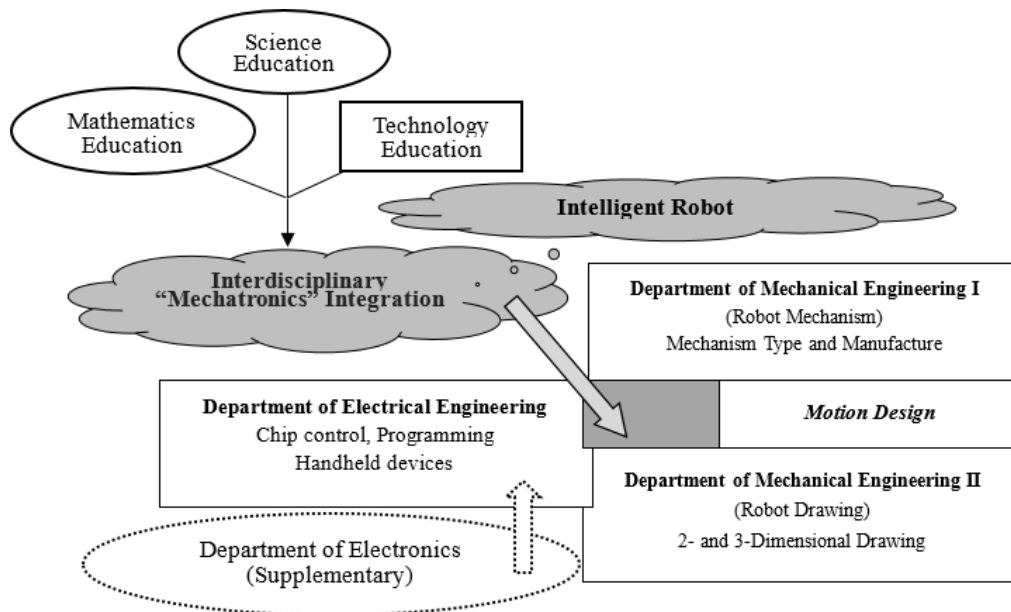 Science
Education
Mathematics
Education
Technology
Education
Intelligent Robot
Interdisciplinary
“Mechatronics” Integration
Department of Mechanical Engineering I
(Robot Mechanism)
Mechanism Type and Manufacture
Department of Electrical Engineering
Chip control, Programming
Handheld devices
Motion Design
Department of Mechanical Engineering II
(Robot Drawing)
2- and 3-Dimensional Drawing
Department of Electronics
(Supplementary)